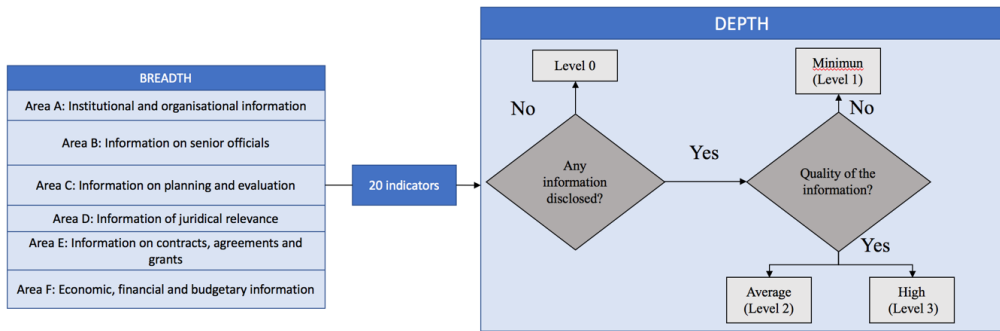 BREADTH
Area A: Institutional and organisational information
Area B: Information on senior officials
Area C: Information on planning and evaluation
Area D: Information of juridical relevance
Area E: Information on contracts, agreements and
grants
Area F: Economic, financial and budgetary information
20 indicators
DEPTH
Level 0
No
Any
information
disclosed?
Yes
Minimun
(Level 1)
No
Quality of the
information?
Yes
Average
(Level 2)
High
(Level 3)